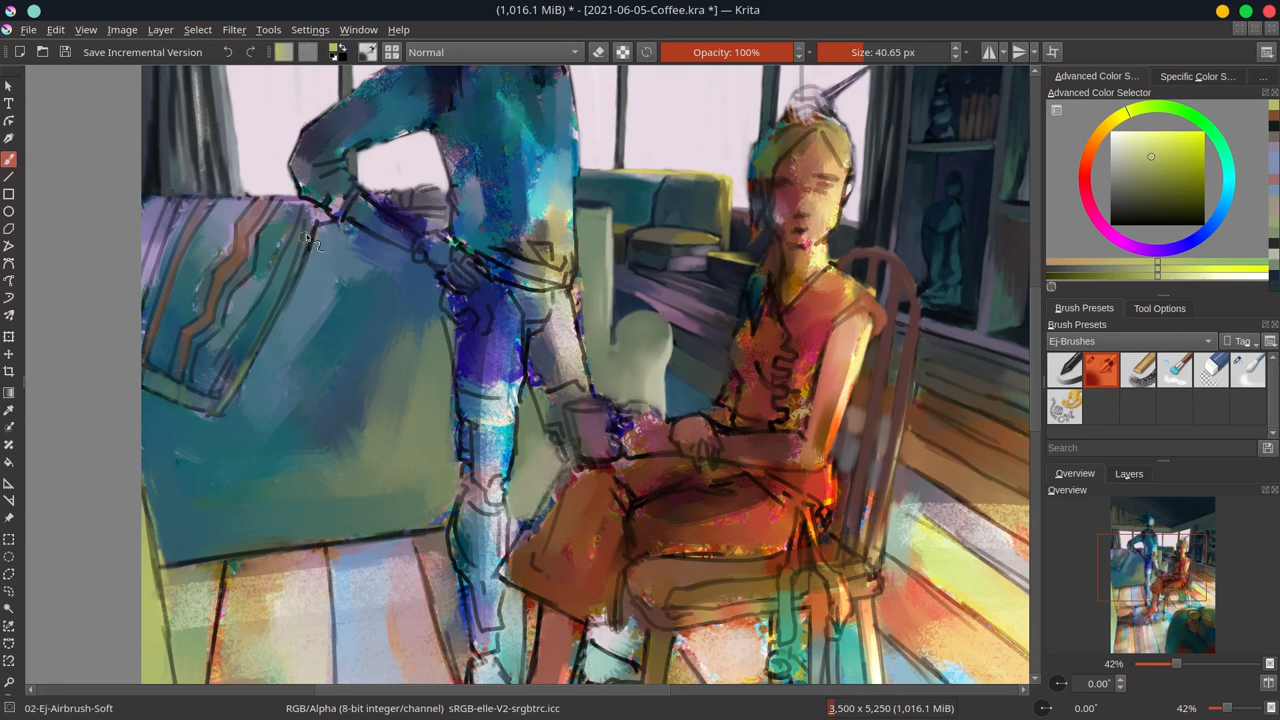 (1,016.1 MiB) * - [2021-06-05-Coffee.kra *] — Krita
File Edit View Image Layer Select Filter Tools Settings Window Help
Save Incremental Version Normal Opacity: 100% Size: 40.65 px
Advanced Color S... Specific Color S... ...
Advanced Color Selector
Brush Presets Tool Options
Brush Presets
Ej-Brushes Tag
Search
Overview Layers
Overview
42%
0.00°
02-Ej-Airbrush-Soft RGB/Alpha (8-bit integer/channel) sRGB-elle-V2-srgbtrc.icc 3,500 x 5,250 (1,016.1 MiB) 0.00° 42%